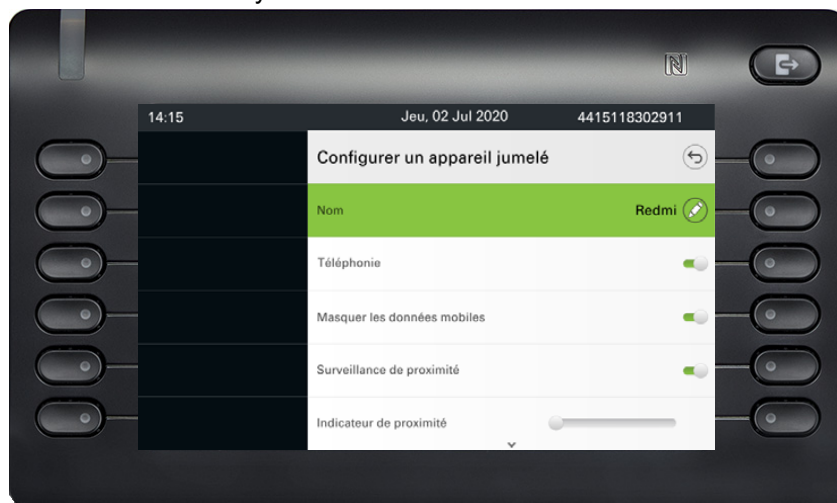 14:15 Jeu, 02 Jul 2020 4415118302911
Configurer un appareil jumelé
Nom Redmi
Téléphonie
Masquer les données mobiles
Surveillance de proximité
Indicateur de proximité